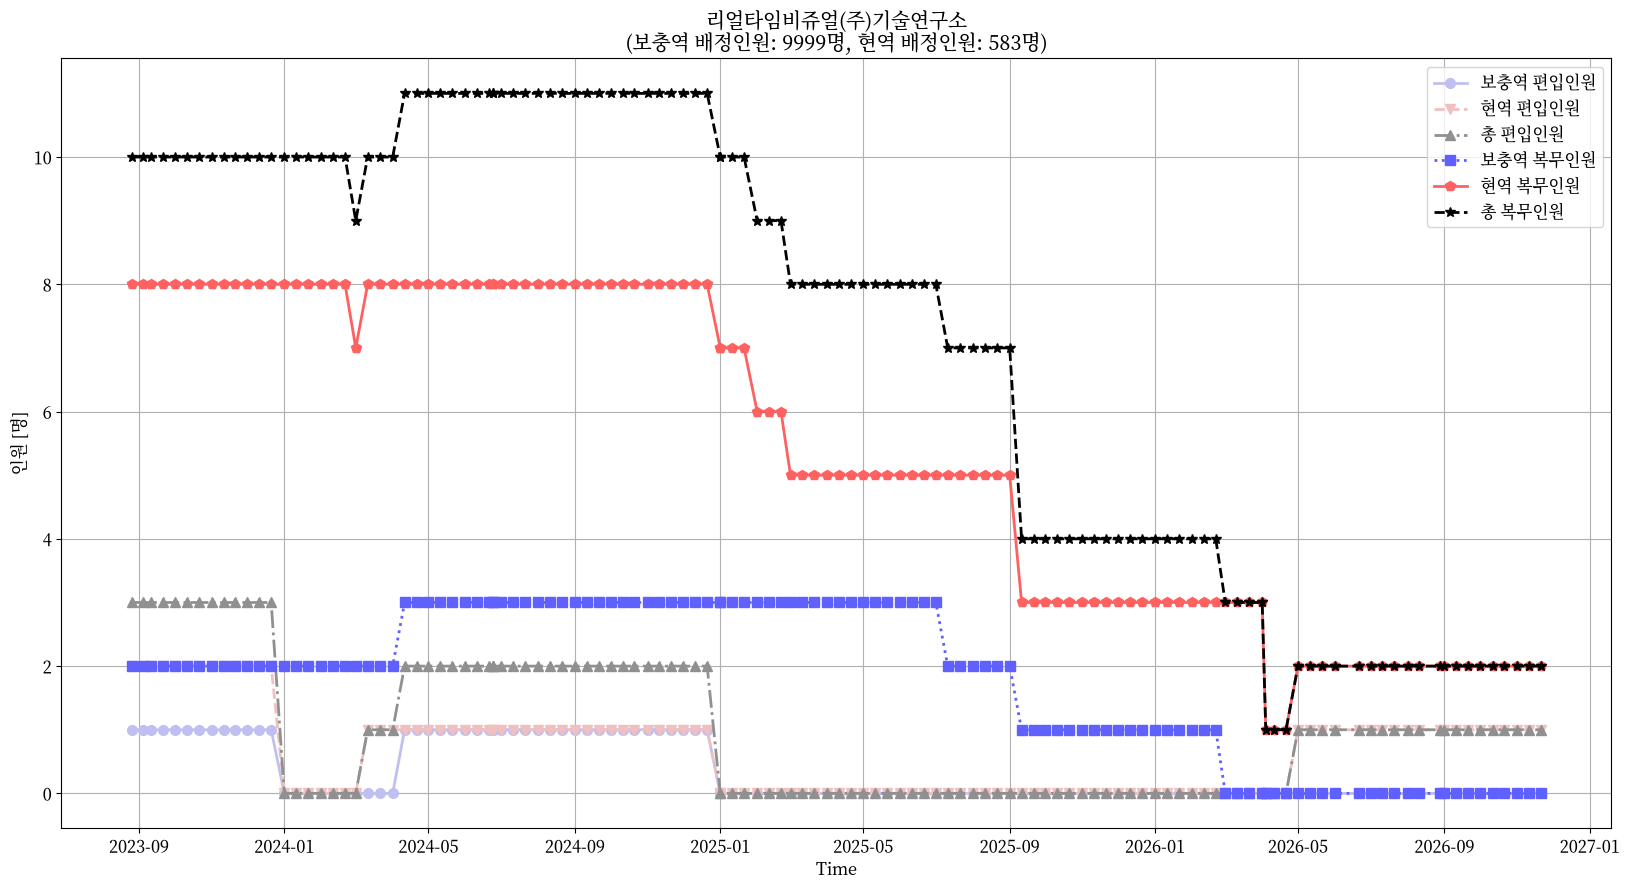 리얼타임비쥬얼(주)기술연구소
(보충역 배정인원: 9999명, 현역 배정인원: 583명)
보충역 편입인원
현역 편입인원
총 편입인원
보충역 복무인원
현역 복무인원
총 복무인원
인원 [명]
10
8
6
4
2
0
2023-09 2024-01 2024-05 2024-09 2025-01 2025-05 2025-09 2026-01 2026-05 2026-09 2027-01
Time